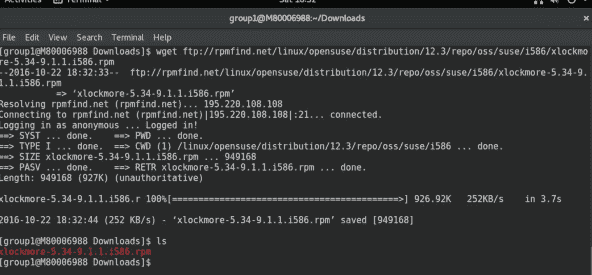 Sat 18:32
group1@M80006988:~/Downloads
File Edit View Search Terminal Help
[group1@M80006988 Downloads]$ wget ftp://rpmfind.net/linux/opensuse/distribution/12.3/repo/oss/suse/i586/xlockmo
re-5.34-9.1.1.i586.rpm
--2016-10-22 18:32:33-- ftp://rpmfind.net/linux/opensuse/distribution/12.3/repo/oss/suse/i586/xlockmore-5.34-9.
1.i586.rpm
=> ‘xlockmore-5.34-9.1.1.i586.rpm’
Resolving rpmfind.net (rpmfind.net)... 195.220.108.108
Connecting to rpmfind.net (rpmfind.net)|195.220.108.108|:21... connected.
Logging in as anonymous ... Logged in!
==> SYST ... done. ==> PWD ... done.
==> TYPE I ... done. ==> CWD (1) /linux/opensuse/distribution/12.3/repo/oss/suse/i586 ... done.
==> SIZE xlockmore-5.34-9.1.1.i586.rpm ... 949168
==> PASV ... done. ==> RETR xlockmore-5.34-9.1.1.i586.rpm ... done.
Length: 949168 (927K) (unauthoritative)
xlockmore-5.34-9.1.1.i586.r 100%[===========================================>] 926.92K 252KB/s in 3.7s
2016-10-22 18:32:44 (252 KB/s) - ‘xlockmore-5.34-9.1.1.i586.rpm’ saved [949168]
[group1@M80006988 Downloads]$ ls
xlockmore-5.34-9.1.1.i586.rpm
[group1@M80006988 Downloads]$